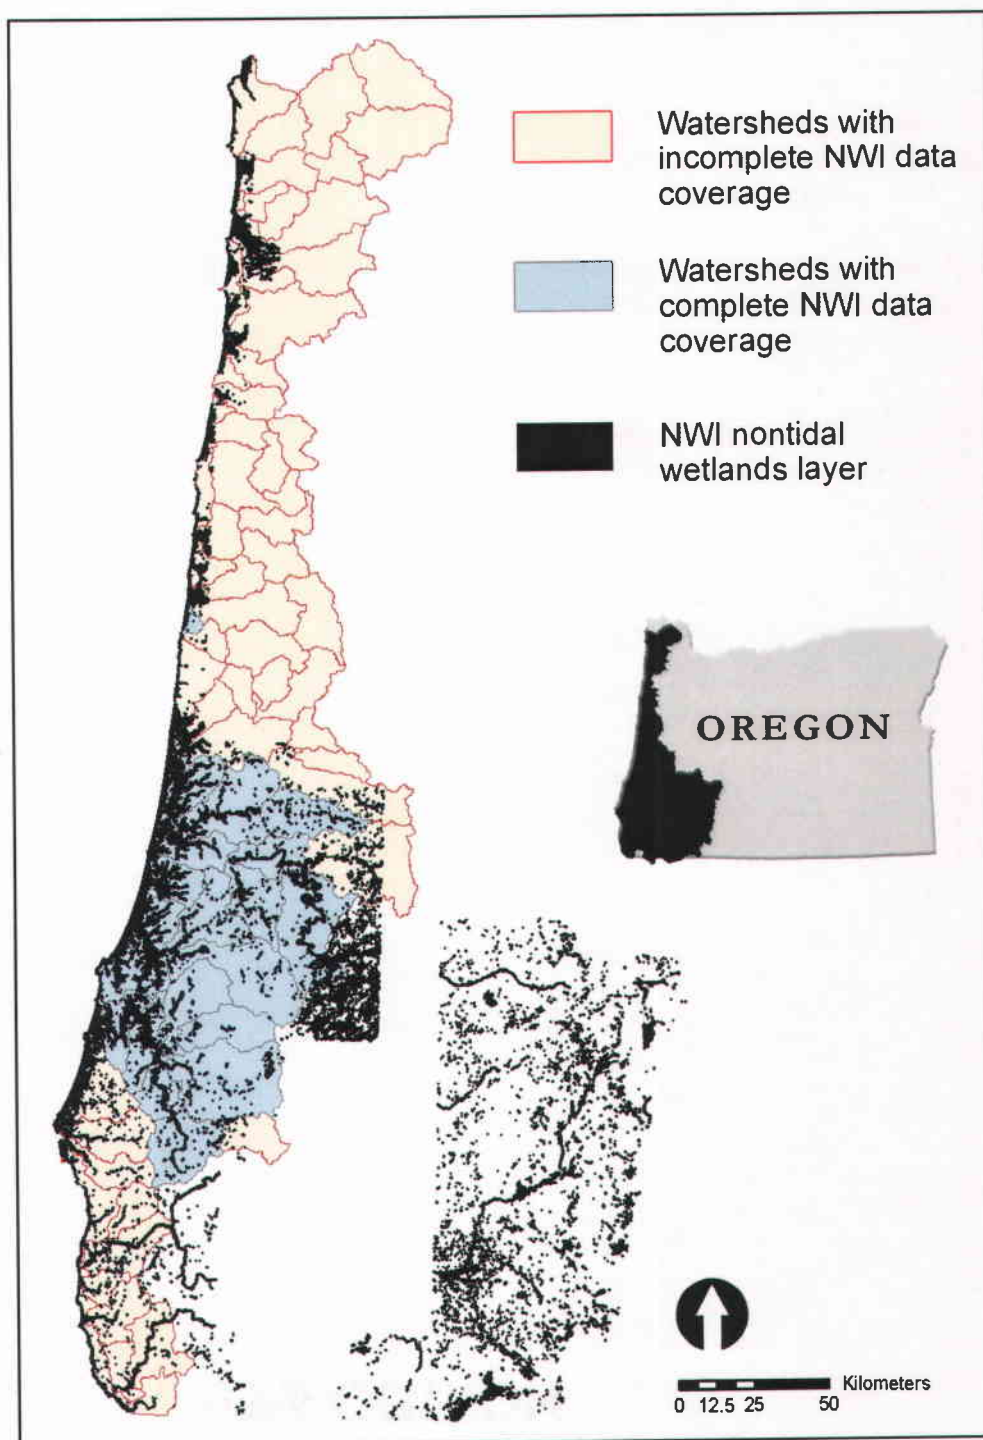 Watersheds with
incomplete NWI data
coverage
Watersheds with
complete NWI data
coverage
NWI nontidal
wetlands layer
OREGON
Kilometers
0 12.5 25 50